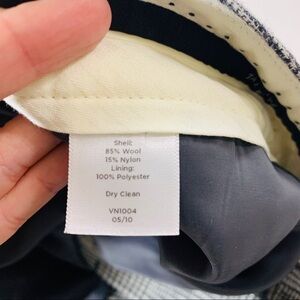 Shell:
85% Wool
15% Nylon
Lining:
100% Polyester
Dry Clean
VN1004
05/10